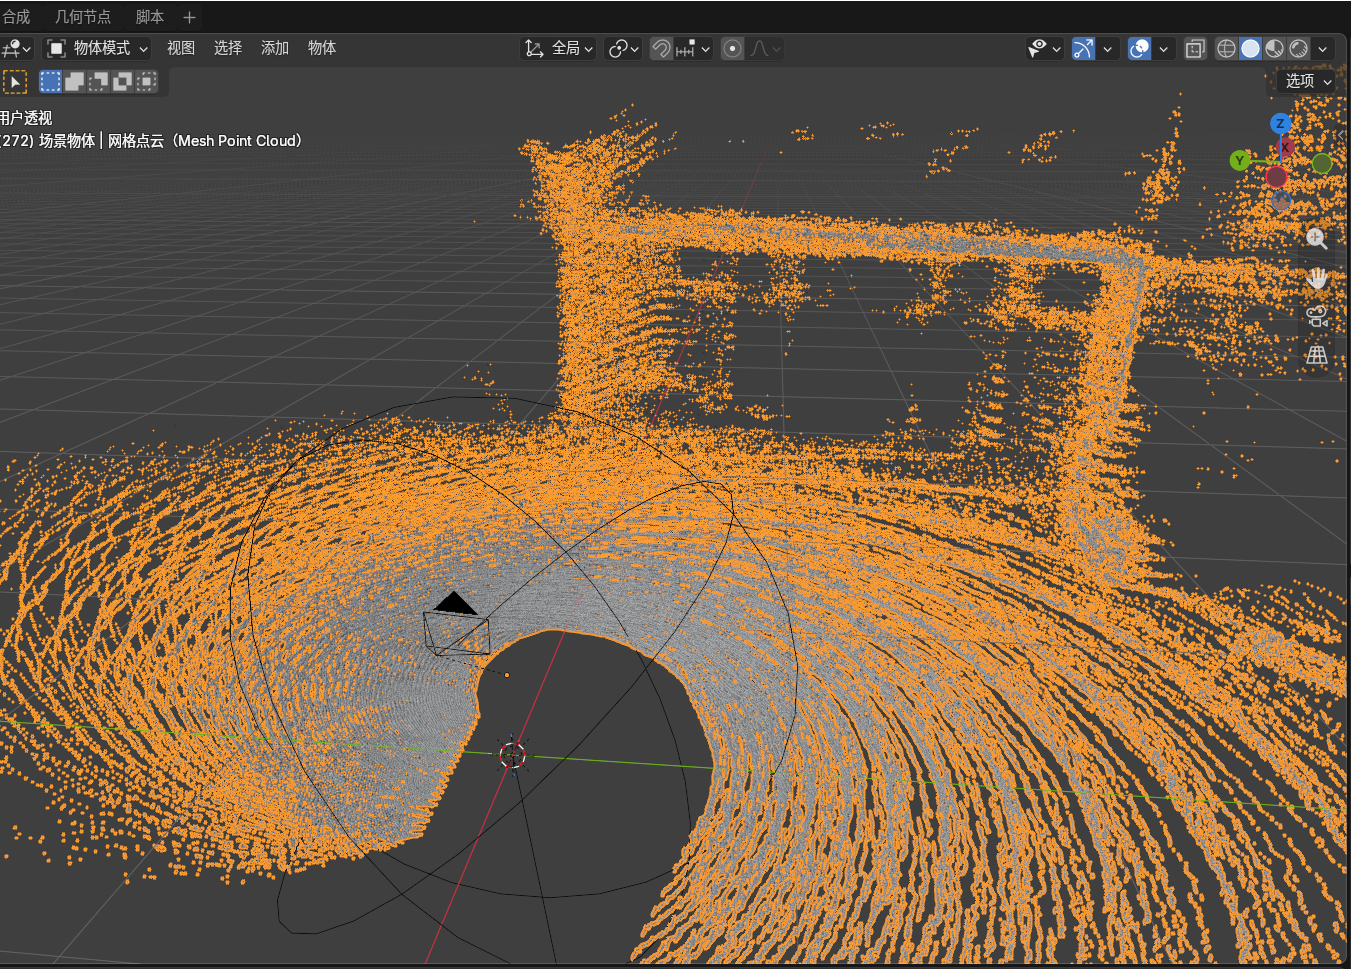 合成 几何节点 脚本 +
物体模式 视图 选择 添加 物体 全局
选项
用户透视
(272) 场景物体 | 网格点云（Mesh Point Cloud）
Z
Y
X